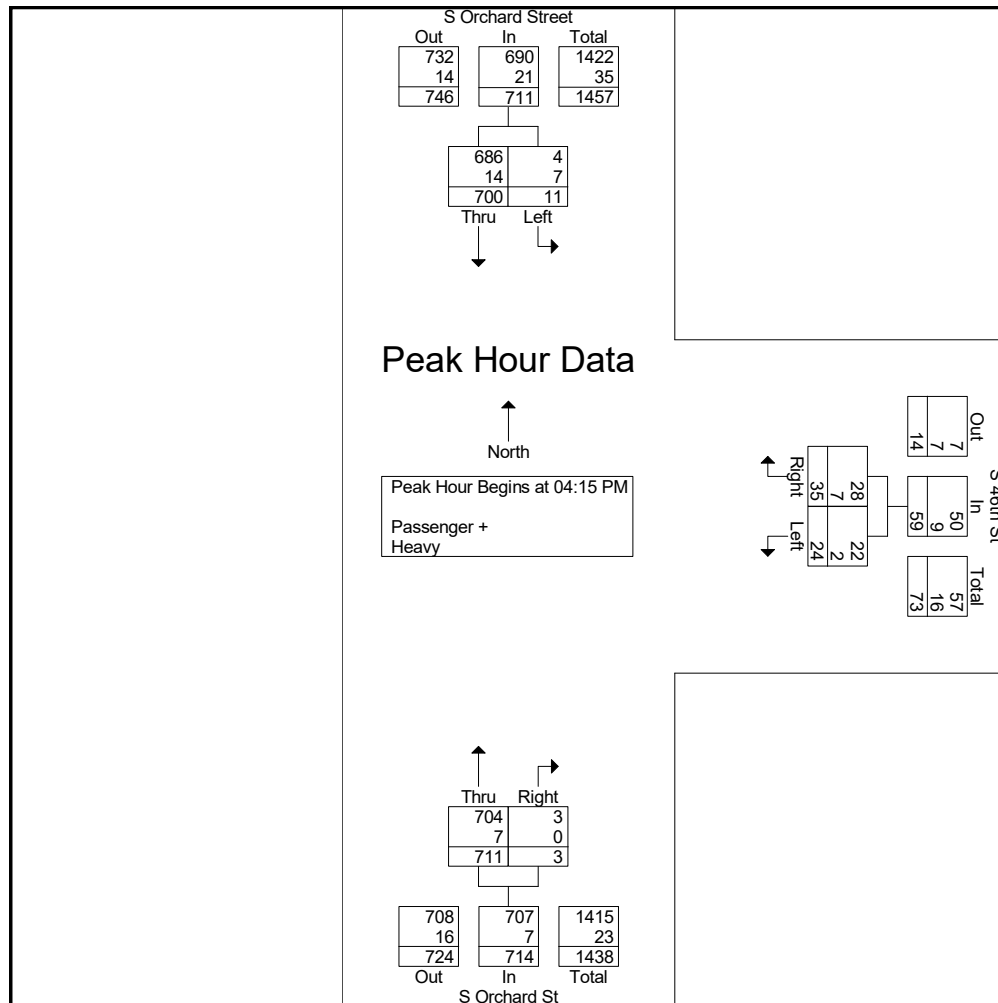 S Orchard Street
Out In Total
732 690 1422
14 21 35
746 711 1457
686 4
14 7
700 11
Thru Left
Peak Hour Data
North
Peak Hour Begins at 04:15 PM
Passenger +
Heavy
S 46th St
Out
7
7
14
In
50
9
59
Total
57
16
73
28
7
35
Right
22
2
24
Left
Thru Right
704 3
7 0
711 3
708 707 1415
16 7 23
724 714 1438
Out In Total
S Orchard St